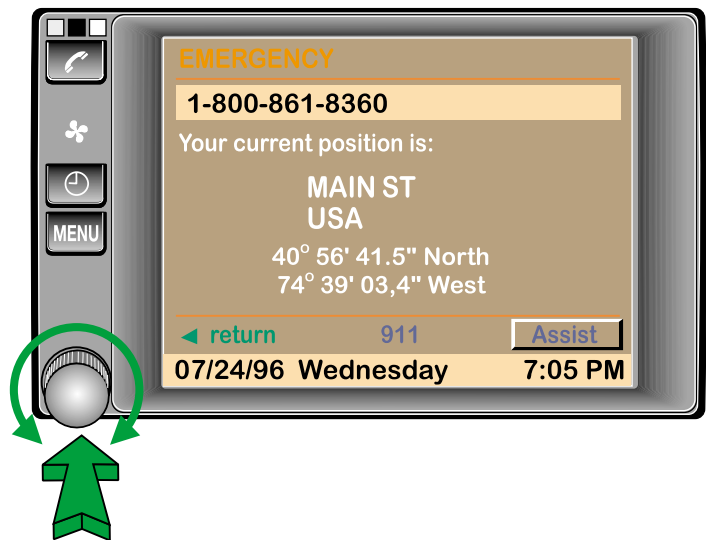 EMERGENCY
1-800-861-8360
Your current position is:
MAIN ST
USA
40° 56' 41.5" North
74° 39' 03,4" West
MENU
◄ return 911 Assist
07/24/96 Wednesday 7:05 PM